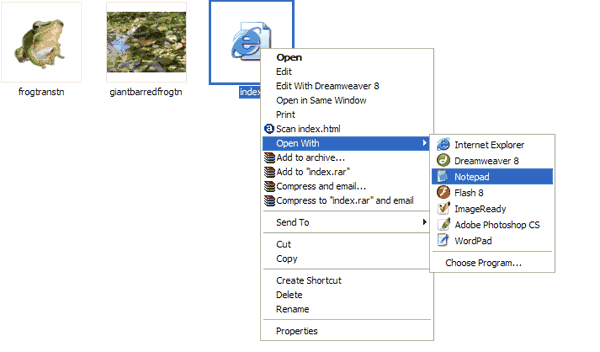 frogtranstn
giantbarredfrogtn
index
Open
Edit
Edit With Dreamweaver 8
Open in Same Window
Print
Scan index.html
Open With
Add to archive...
Add to "index.rar"
Compress and email...
Compress to "index.rar" and email
Send To
Cut
Copy
Create Shortcut
Delete
Rename
Properties
Internet Explorer
Dreamweaver 8
Notepad
Flash 8
ImageReady
Adobe Photoshop CS
WordPad
Choose Program...